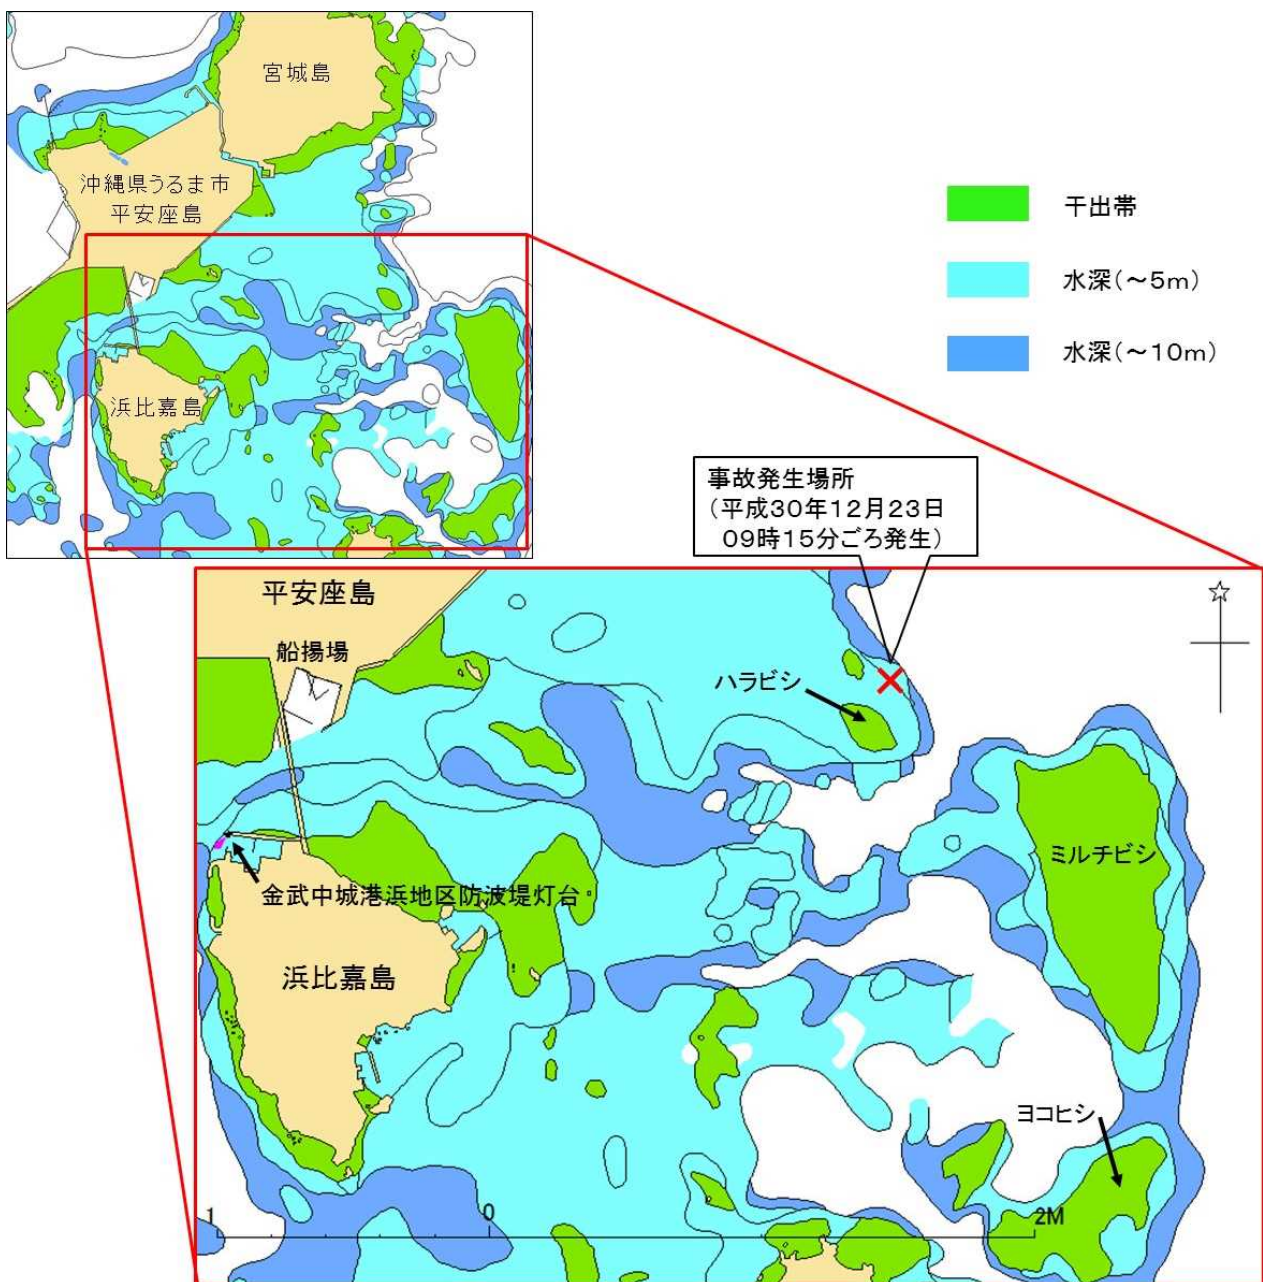 宮城島
沖縄県うるま市
平安座島
浜比嘉島
干出帯
水深(～5m)
水深(～10m)
事故発生場所
(平成30年12月23日
09時15分ごろ発生)
平安座島
船揚場
ハラビシ
ミルチビシ
金武中城港浜地区防波堤灯台
浜比嘉島
ヨコヒシ
1 0 2M